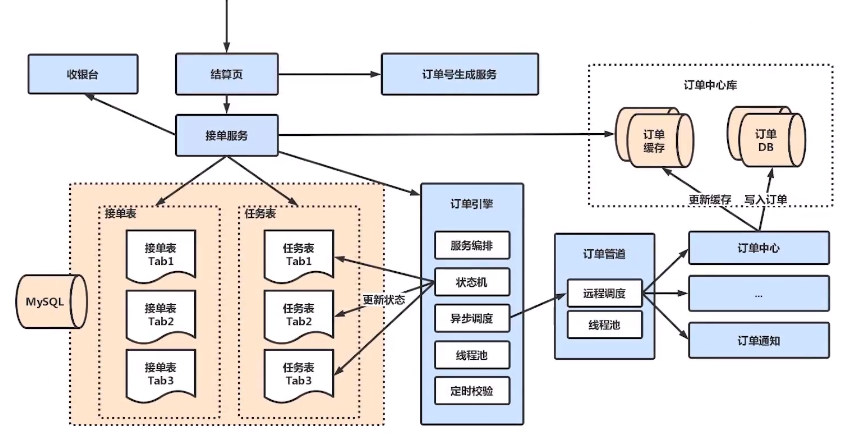 收银台
结算页
订单号生成服务
接单服务
订单中心库
订单
缓存
订单
DB
更新缓存
写入订单
MySQL
接单表
接单表
Tab1
接单表
Tab2
接单表
Tab3
任务表
任务表
Tab1
任务表
Tab2
任务表
Tab3
更新状态
订单引擎
服务编排
状态机
异步调度
线程池
定时校验
订单管道
远程调度
线程池
订单中心
...
订单通知